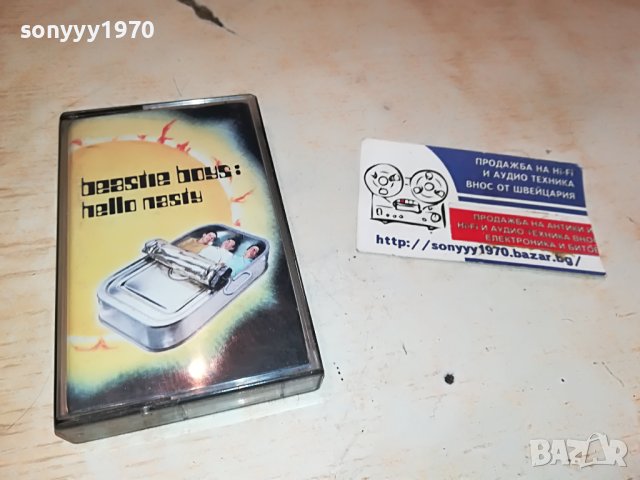 sonyyy1970
beastie boys:
hello nasty
ПРОДАЖБА НА Hi-Fi
И АУДИО ТЕХНИКА
ВНОС ОТ ШВЕЙЦАРИЯ
ПРОДАЖБА НА АНТИКИ И
Hi-Fi И АУДИО ТЕХНИКА ВНОС
ЕЛЕКТРОНИКА И БИТОВ
http://sonyyy1970.bazar.bg/
BAZAR